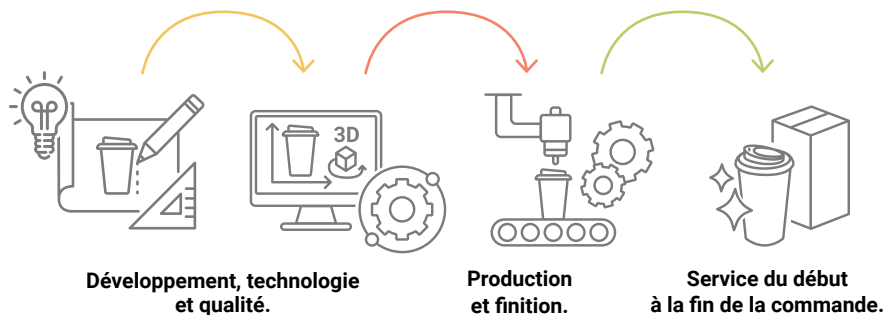 3D
Développement, technologie
et qualité.
Production
et finition.
Service du début
à la fin de la commande.